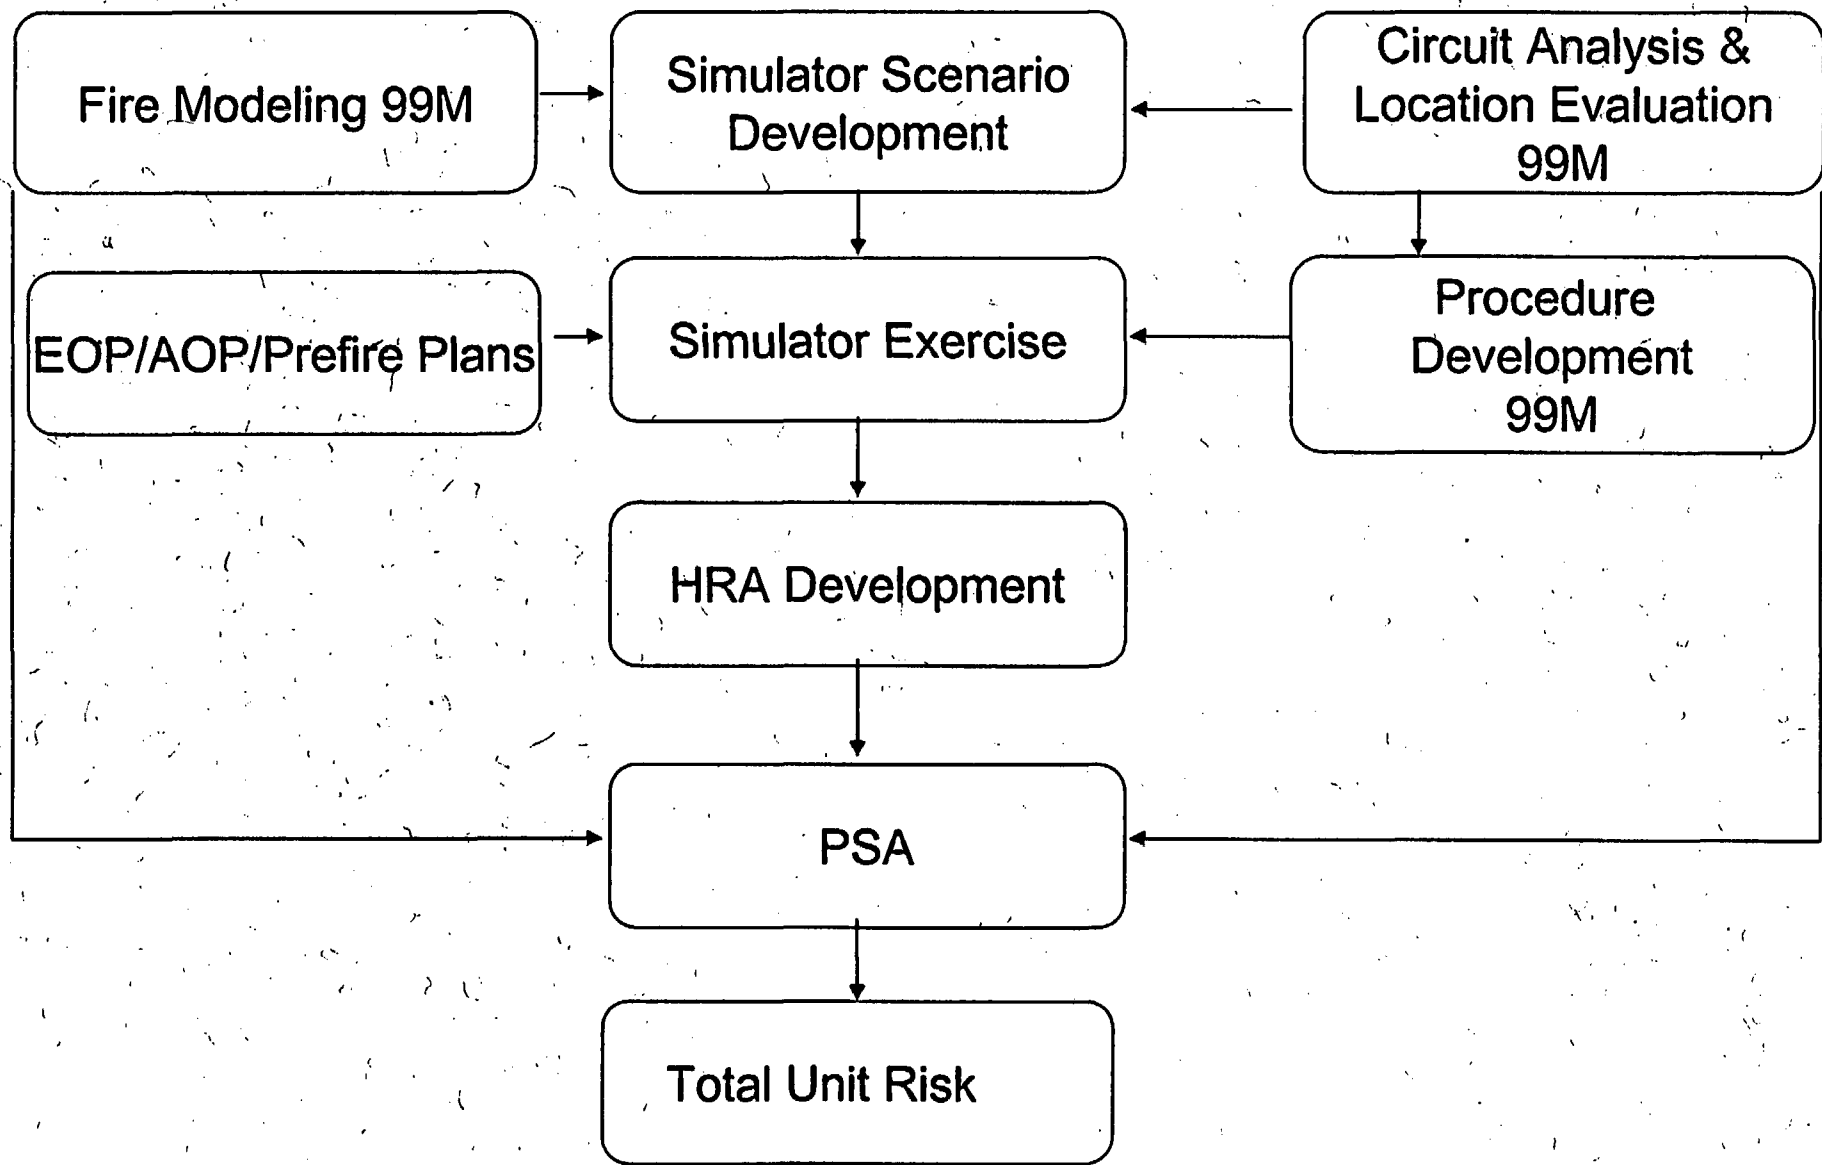 Fire Modeling 99M
Simulator Scenario
Development
Circuit Analysis &
Location Evaluation
99M
EOP/AOP/Prefire Plans
Simulator Exercise
Procedure
Development
99M
HRA Development
PSA
Total Unit Risk